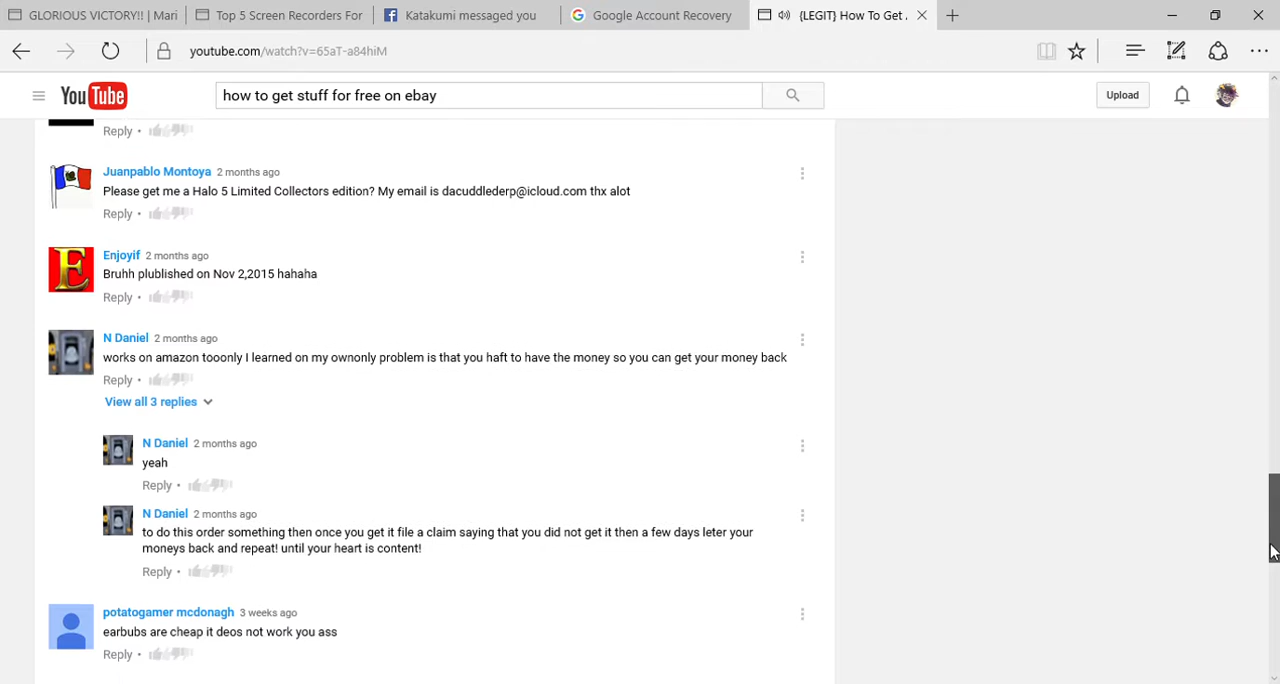 GLORIOUS VICTORY!! | Mari
Top 5 Screen Recorders For
Katakumi messaged you
Google Account Recovery
{LEGIT} How To Get
youtube.com/watch?v=65aT-a84hiM
YouTube
how to get stuff for free on ebay
Upload
Reply •
Juanpablo Montoya 2 months ago
Please get me a Halo 5 Limited Collectors edition? My email is dacuddlederp@icloud.com thx alot
Reply •
Enjoyif 2 months ago
Bruhh plublished on Nov 2,2015 hahaha
Reply •
N Daniel 2 months ago
works on amazon tooonly I learned on my ownonly problem is that you haft to have the money so you can get your money back
Reply •
View all 3 replies
N Daniel 2 months ago
yeah
Reply •
N Daniel 2 months ago
to do this order something then once you get it file a claim saying that you did not get it then a few days leter your
moneys back and repeat! until your heart is content!
Reply •
potatogamer mcdonagh 3 weeks ago
earbubs are cheap it deos not work you ass
Reply •